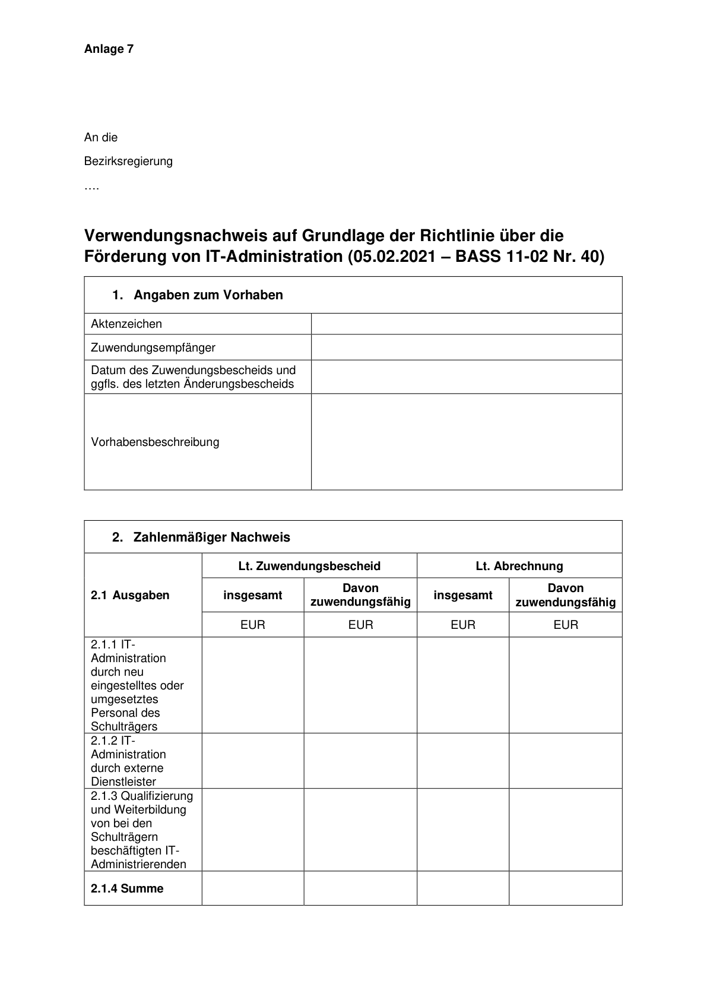 Anlage 7
An die
Bezirksregierung
….
Verwendungsnachweis auf Grundlage der Richtlinie über die
Förderung von IT-Administration (05.02.2021 – BASS 11-02 Nr. 40)
1. Angaben zum Vorhaben
Aktenzeichen
Zuwendungsempfänger
Datum des Zuwendungsbescheids und
ggfls. des letzten Änderungsbescheids
Vorhabensbeschreibung
2. Zahlenmäßiger Nachweis
2.1 Ausgaben
Lt. Zuwendungsbescheid
Lt. Abrechnung
insgesamt
Davon
zuwendungsfähig
insgesamt
Davon
zuwendungsfähig
EUR
EUR
EUR
EUR
2.1.1 IT-
Administration
durch neu
eingestelltes oder
umgesetztes
Personal des
Schulträgers
2.1.2 IT-
Administration
durch externe
Dienstleister
2.1.3 Qualifizierung
und Weiterbildung
von bei den
Schulträgern
beschäftigten IT-
Administrierenden
2.1.4 Summe